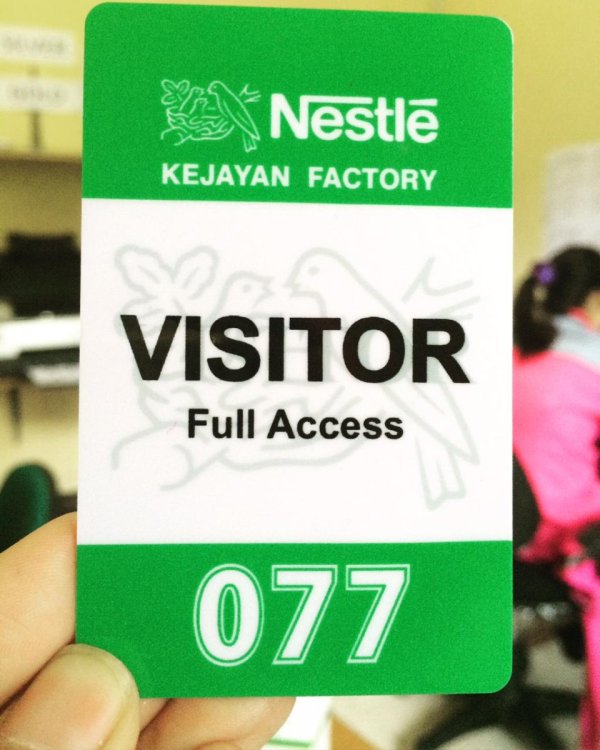 Nestlé
KEJAYAN FACTORY
VISITOR
Full Access
077